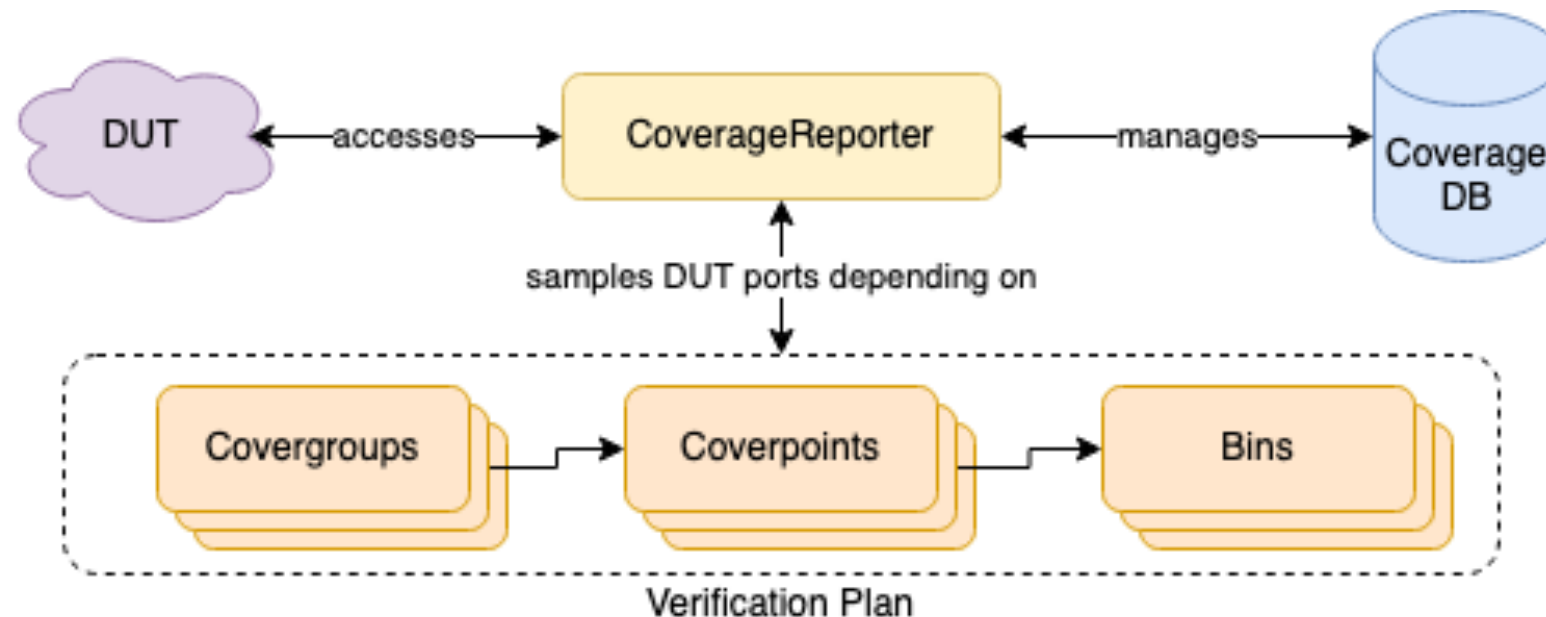 DUT
accesses
CoverageReporter
manages
Coverage
DB
samples DUT ports depending on
Covergroups
Coverpoints
Bins
Verification Plan